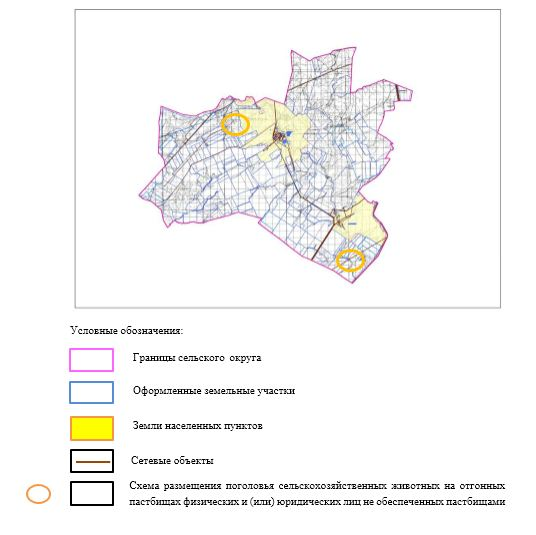 Условные обозначения:
Границы сельского округа
Оформленные земельные участки
Земли населенных пунктов
Сетевые объекты
Схема размещения поголовья сельскохозяйственных животных на отгонных
пастбищах физических и (или) юридических лиц не обеспеченных пастбищами